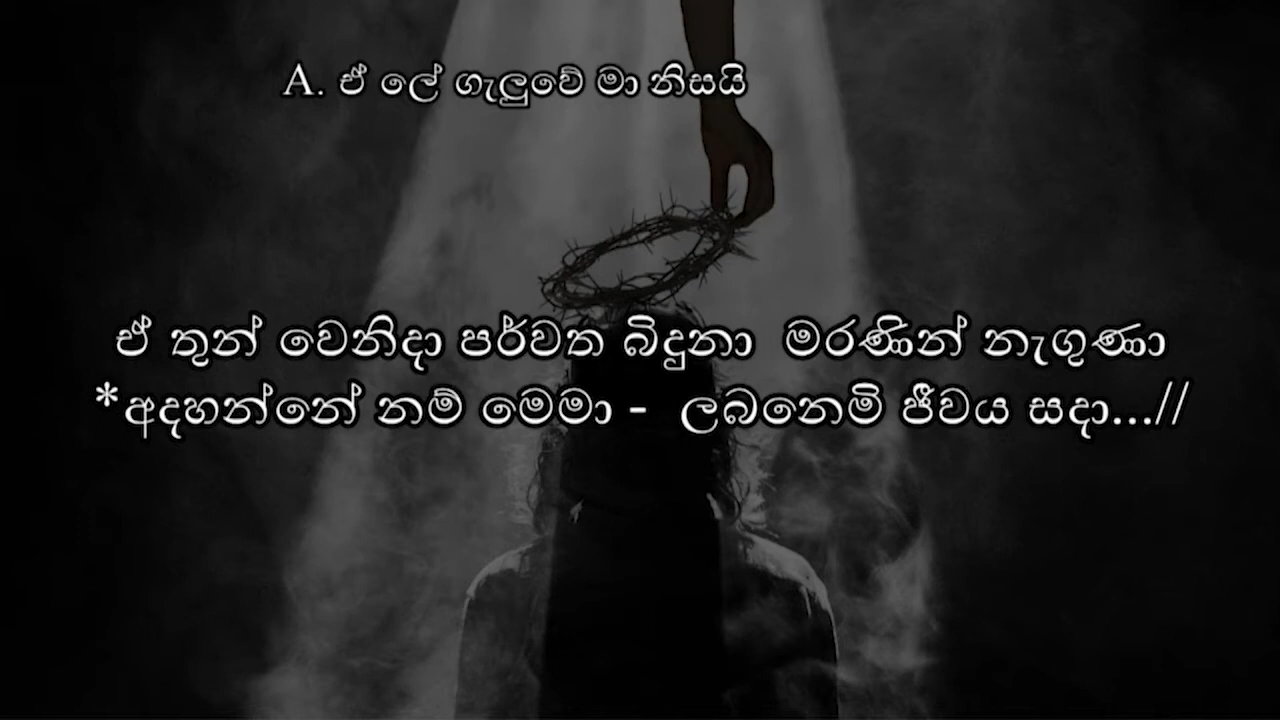 A. ඒ ලේ ගැලුවේ මා නිසයි
ඒ තුන් වෙනිදා පර්වත බිදුනා මරණින් නැගුණා
*අදහන්නේ නම් මෙමා - ලබනෙමි ජීවය සදා...//